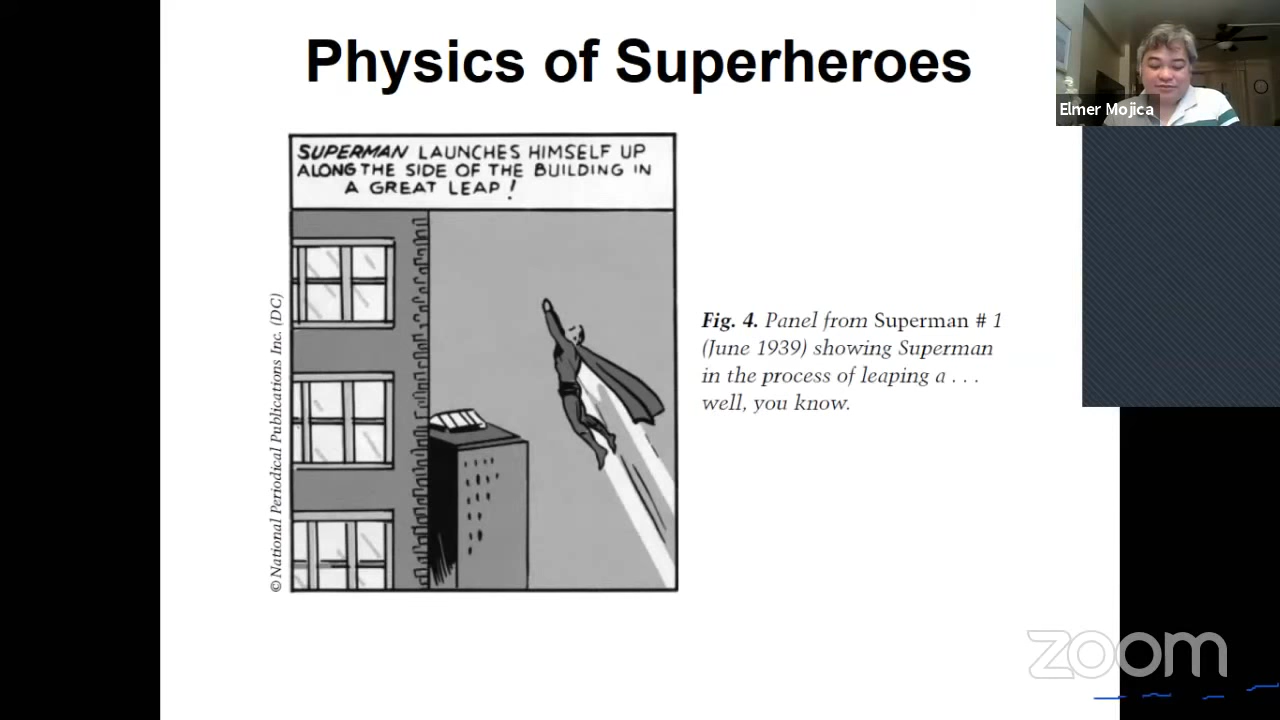 Physics of Superheroes
Elmer Mojica
SUPERMAN LAUNCHES HIMSELF UP
ALONG THE SIDE OF THE BUILDING IN
A GREAT LEAP!
© National Periodical Publications Inc. (DC)
Fig. 4. Panel from Superman # 1
(June 1939) showing Superman
in the process of leaping a . . .
well, you know.
zoom